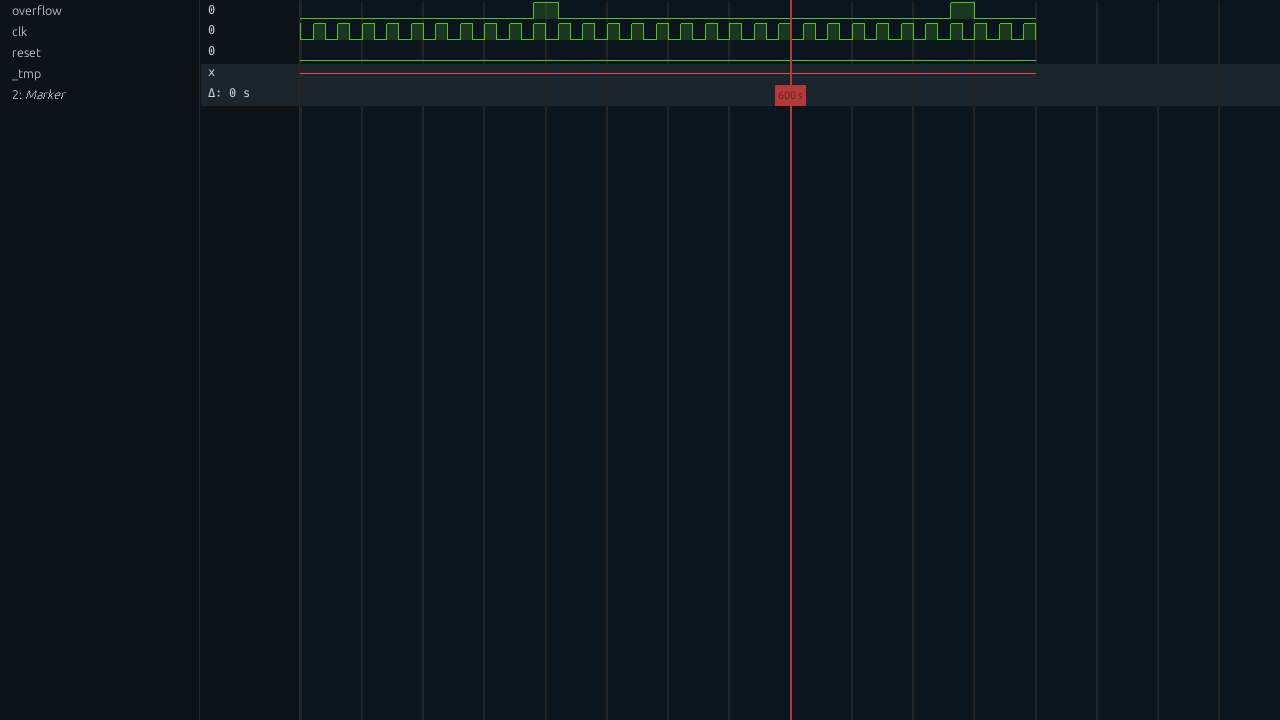 overflow 0
clk 0
reset 0
_tmp x
2: Marker Δ: 0 s 600 s